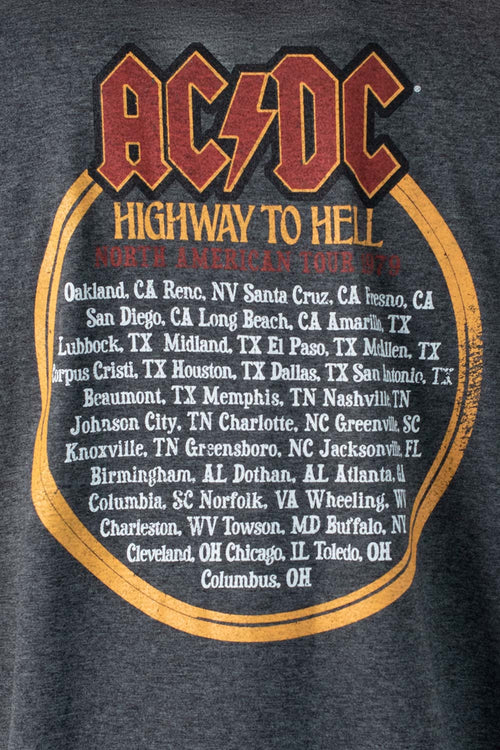 AC DC
®
HIGHWAY TO HELL
NORTH AMERICAN TOUR 1979
Oakland, CA Reno, NV Santa Cruz, CA Fresno, CA
San Diego, CA Long Beach, CA Amarillo, TX
Lubbock, TX Midland, TX El Paso, TX McAllen, TX
Corpus Cristi, TX Houston, TX Dallas, TX San Antonio, TX
Beaumont, TX Memphis, TN Nashville, TN
Johnson City, TN Charlotte, NC Greenville, SC
Knoxville, TN Greensboro, NC Jacksonville, FL
Birmingham, AL Dothan, AL Atlanta, GA
Columbia, SC Norfolk, VA Wheeling, WV
Charleston, WV Towson, MD Buffalo, NY
Cleveland, OH Chicago, IL Toledo, OH
Columbus, OH